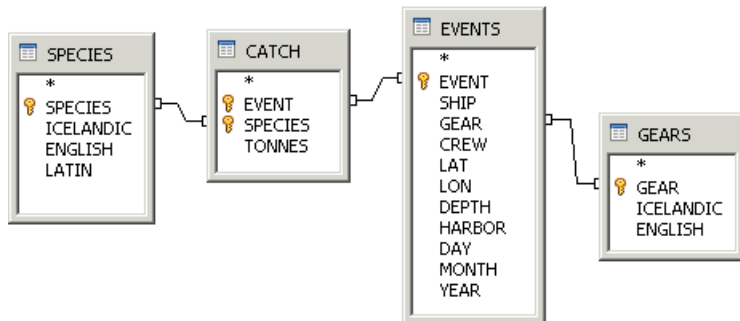 SPECIES
*
SPECIES
ICELANDIC
ENGLISH
LATIN
CATCH
*
EVENT
SPECIES
TONNES
EVENTS
*
EVENT
SHIP
GEAR
CREW
LAT
LON
DEPTH
HARBOR
DAY
MONTH
YEAR
GEARS
*
GEAR
ICELANDIC
ENGLISH